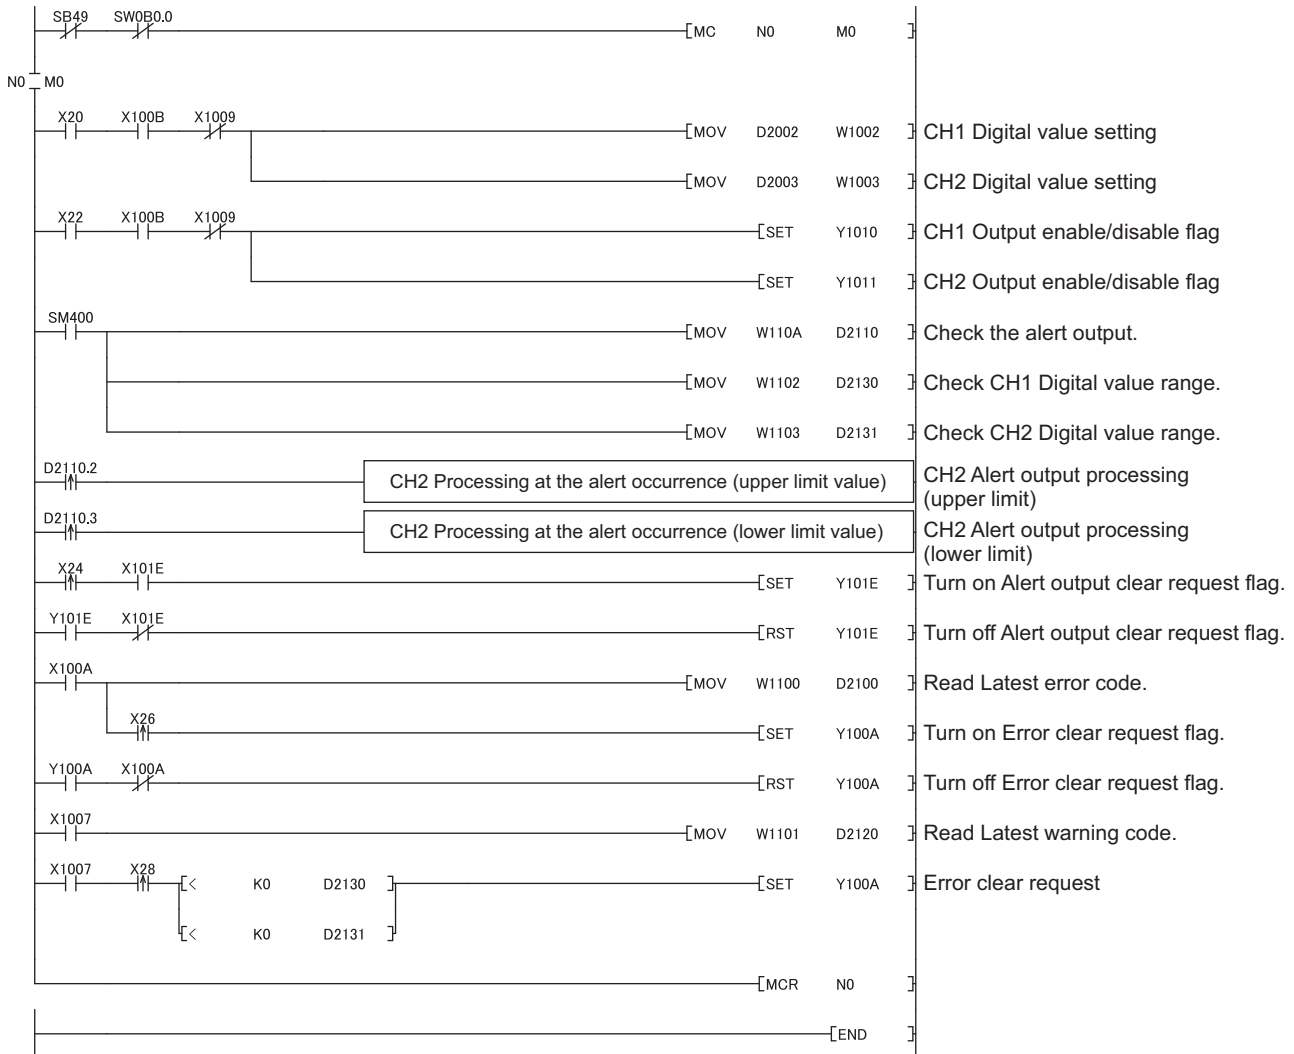 SB49 SW0B0.0
MC N0 M0
N0 M0
X20 X100B X1009
MOV D2002 W1002 CH1 Digital value setting
MOV D2003 W1003 CH2 Digital value setting
X22 X100B X1009
SET Y1010 CH1 Output enable/disable flag
SET Y1011 CH2 Output enable/disable flag
SM400
MOV W110A D2110 Check the alert output.
MOV W1102 D2130 Check CH1 Digital value range.
MOV W1103 D2131 Check CH2 Digital value range.
D2110.2
CH2 Processing at the alert occurrence (upper limit value)
CH2 Alert output processing
(upper limit)
D2110.3
CH2 Processing at the alert occurrence (lower limit value)
CH2 Alert output processing
(lower limit)
X24 X101E
SET Y101E Turn on Alert output clear request flag.
Y101E X101E
RST Y101E Turn off Alert output clear request flag.
X100A
MOV W1100 D2100 Read Latest error code.
X26
SET Y100A Turn on Error clear request flag.
Y100A X100A
RST Y100A Turn off Error clear request flag.
X1007
MOV W1101 D2120 Read Latest warning code.
X1007 X28
< K0 D2130 SET Y100A Error clear request
< K0 D2131
MCR N0
END